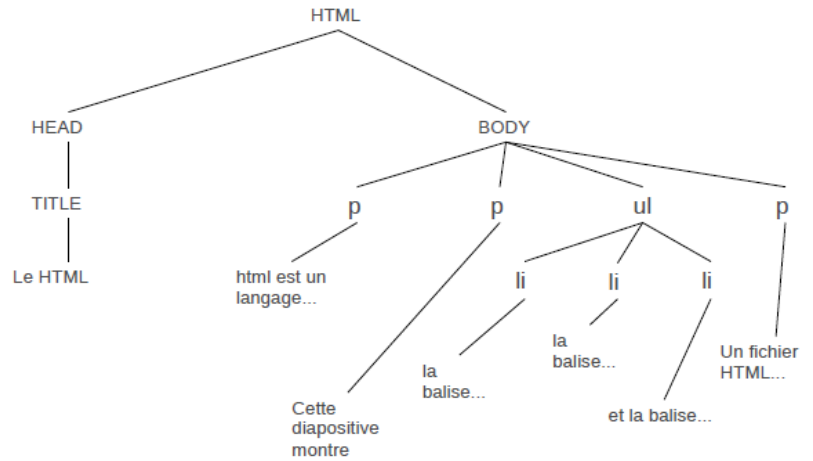 HTML
HEAD
BODY
TITLE
p
p
ul
p
Le HTML
html est un
langage...
li
li
li
la
balise...
la
balise...
Un fichier
HTML...
Cette
diapositive
montre
et la balise...